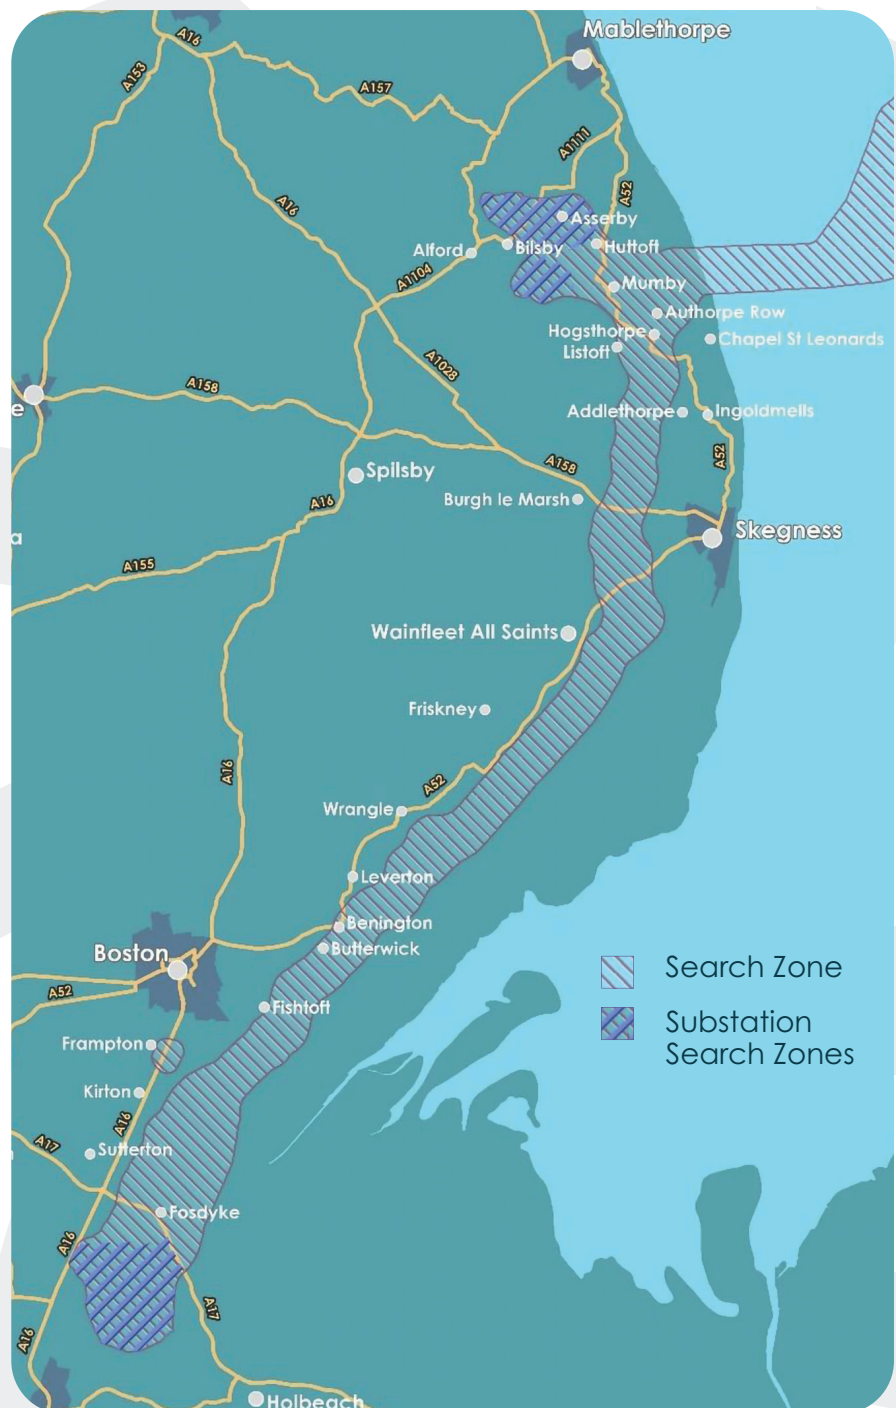 Mablethorpe
A16
A153
A157
A1111
A16
A52
Asserby
Alford
Bilsby
Huttoft
A1104
Mumby
Authorpe Row
Hogsthorpe
Chapel St Leonards
Listoft
A1028
A158
e
Addlethorpe
Ingoldmells
A52
A158
Spilsby
Burgh le Marsh
A16
Skegness
a
A155
Wainfleet All Saints
Friskney
A16
A52
Wrangle
Leverton
Benington
Boston
Butterwick
Search Zone
A52
Fishtoft
Substation
Search Zones
Frampton
Kirton
A16
A17
Sutterton
Fosdyke
A16
A17
A16
Holbeach